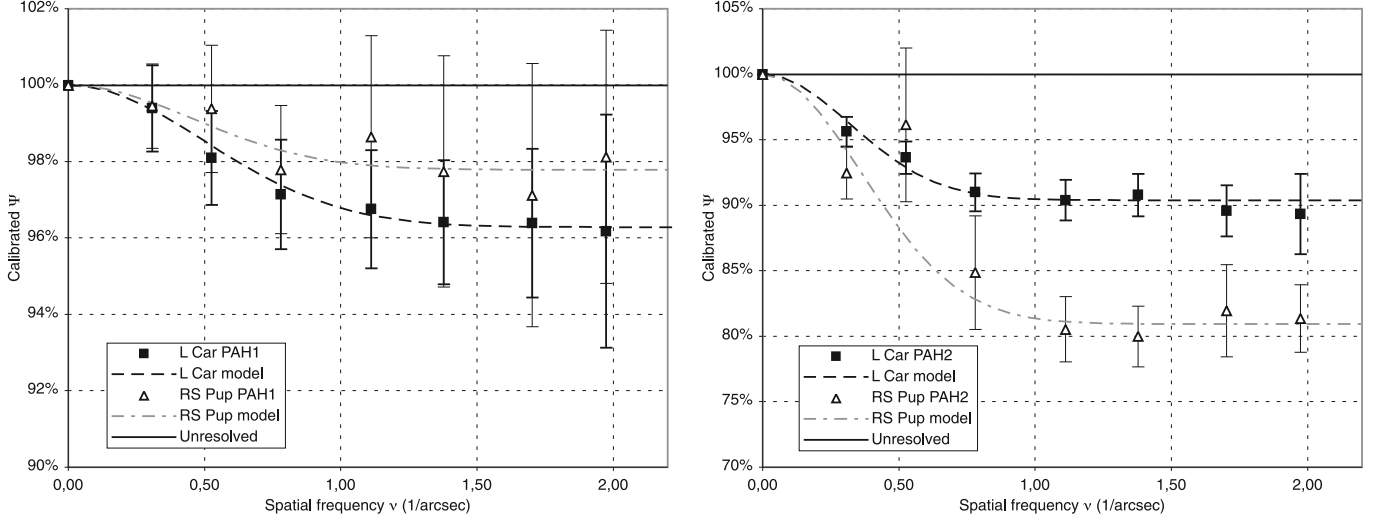 102%
100%
98%
96%
94%
92%
90%
Calibrated Ψ
L Car PAH1
L Car model
RS Pup PAH1
RS Pup model
Unresolved
0,00
0,50
1,00
1,50
2,00
Spatial frequency ν (1/arcsec)
105%
100%
95%
90%
85%
80%
75%
70%
Calibrated Ψ
L Car PAH2
L Car model
RS Pup PAH2
RS Pup model
Unresolved
0,00
0,50
1,00
1,50
2,00
Spatial frequency ν (1/arcsec)